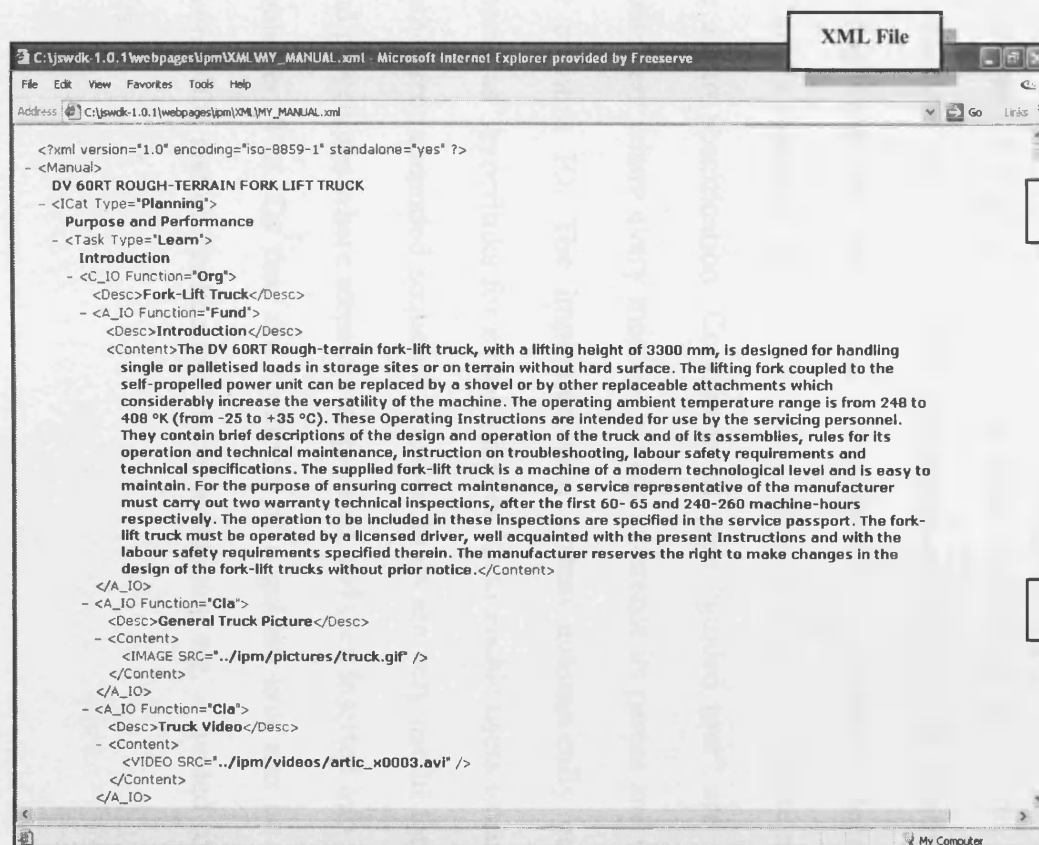 XML File
C:\jswdk-1.0.1\webpages\ipm\XML\MY_MANUAL.xml - Microsoft Internet Explorer provided by Freeserve
File Edit View Favorites Tools Help
Address C:\jswdk-1.0.1\webpages\ipm\XML\MY_MANUAL.xml Go Links
<?xml version="1.0" encoding="iso-8859-1" standalone="yes" ?>
- <Manual>
DV 60RT ROUGH-TERRAIN FORK LIFT TRUCK
- <ICat Type="Planning">
Purpose and Performance
- <Task Type="Learn">
Introduction
- <C_IO Function="Org">
<Desc>Fork-Lift Truck</Desc>
- <A_IO Function="Fund">
<Desc>Introduction</Desc>
<Content>The DV 60RT Rough-terrain fork-lift truck, with a lifting height of 3300 mm, is designed for handling
single or palletised loads in storage sites or on terrain without hard surface. The lifting fork coupled to the
self-propelled power unit can be replaced by a shovel or by other replaceable attachments which
considerably increase the versatility of the machine. The operating ambient temperature range is from 248 to
408 °K (from -25 to +35 °C). These Operating Instructions are intended for use by the servicing personnel.
They contain brief descriptions of the design and operation of the truck and of its assemblies, rules for its
operation and technical maintenance, instruction on troubleshooting, labour safety requirements and
technical specifications. The supplied fork-lift truck is a machine of a modern technological level and is easy to
maintain. For the purpose of ensuring correct maintenance, a service representative of the manufacturer
must carry out two warranty technical inspections, after the first 60- 65 and 240-260 machine-hours
respectively. The operation to be included in these inspections are specified in the service passport. The fork-
lift truck must be operated by a licensed driver, well acquainted with the present Instructions and with the
labour safety requirements specified therein. The manufacturer reserves the right to make changes in the
design of the fork-lift trucks without prior notice.</Content>
</A_IO>
- <A_IO Function="Cla">
<Desc>General Truck Picture</Desc>
- <Content>
<IMAGE SRC="../ipm/pictures/truck.gif" />
</Content>
</A_IO>
- <A_IO Function="Cla">
<Desc>Truck Video</Desc>
- <Content>
<VIDEO SRC="../ipm/videos/artic_x0003.avi" />
</Content>
</A_IO>
My Computer